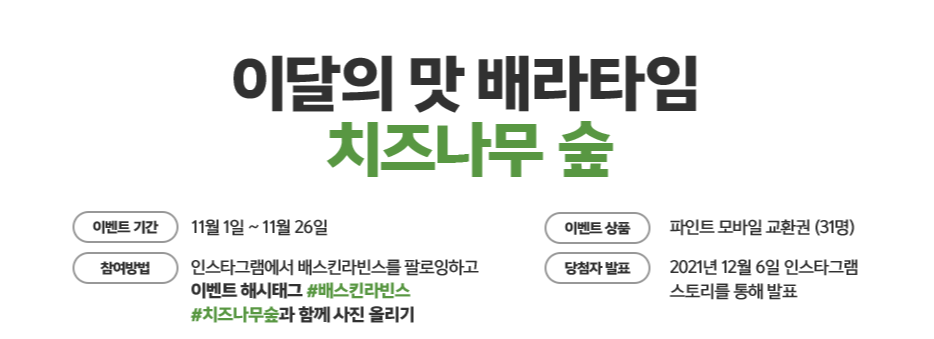 이달의 맛 배라타임
치즈나무 숲
이벤트 기간
11월 1일 ~ 11월 26일
참여방법
인스타그램에서 배스킨라빈스를 팔로잉하고
이벤트 해시태그 #배스킨라빈스
#치즈나무숲과 함께 사진 올리기
이벤트 상품
파인트 모바일 교환권 (31명)
당첨자 발표
2021년 12월 6일 인스타그램
스토리를 통해 발표